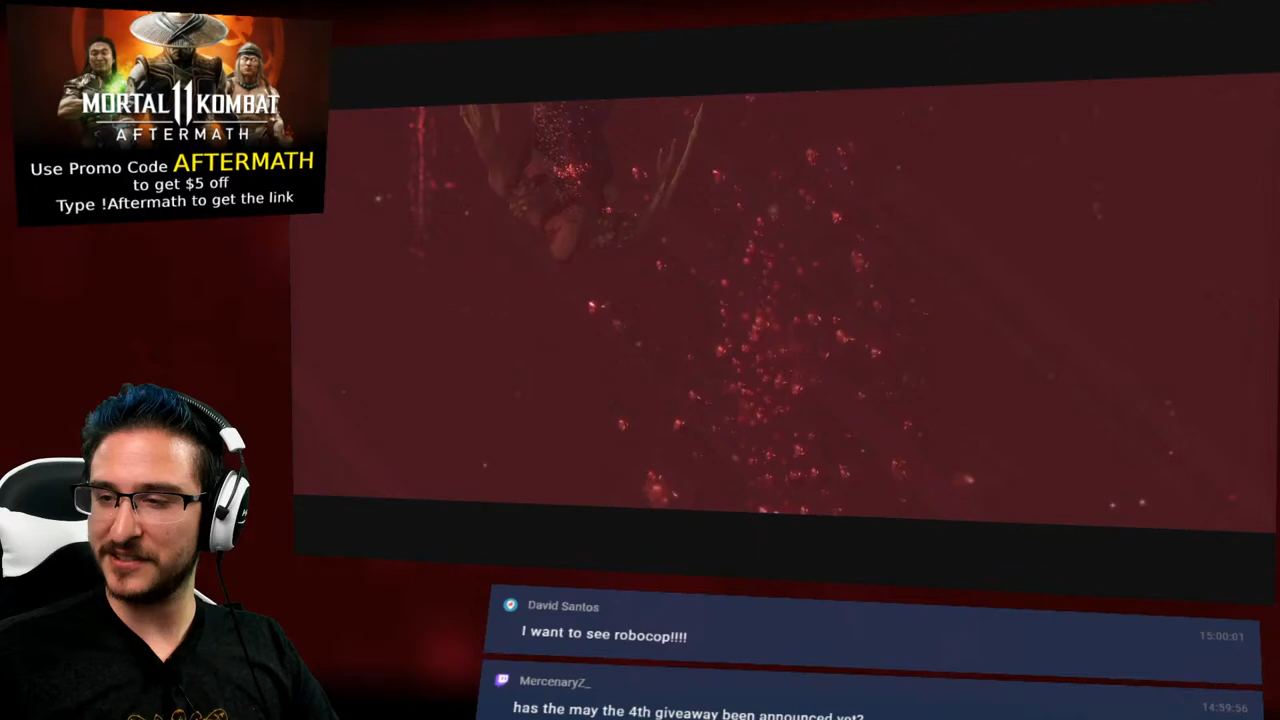 MORTAL 11 KOMBAT
AFTERMATH
Use Promo Code AFTERMATH
to get $5 off
Type !Aftermath to get the link
David Santos
I want to see robocop!!!!
15:00:01
MercenaryZ_
has the may the 4th giveaway been announced yet?
14:59:56